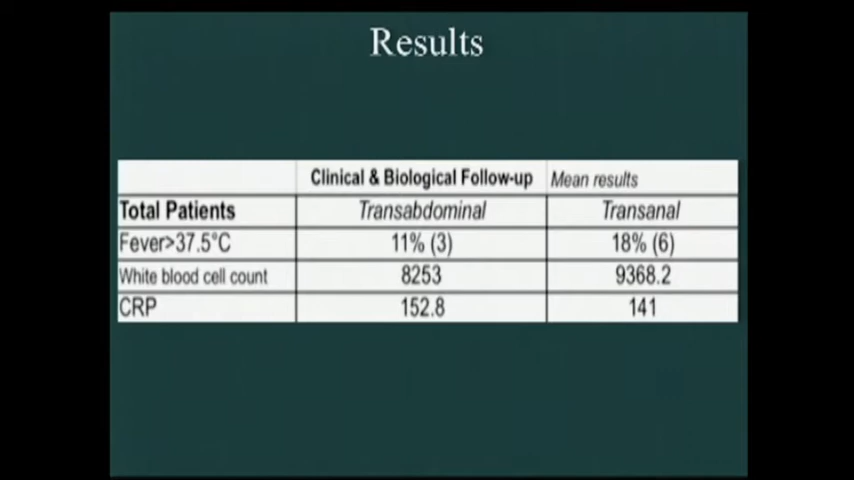 Results
Clinical & Biological Follow-up Mean results
Total Patients Transabdominal Transanal
Fever>37.5°C 11% (3) 18% (6)
White blood cell count 8253 9368.2
CRP 152.8 141